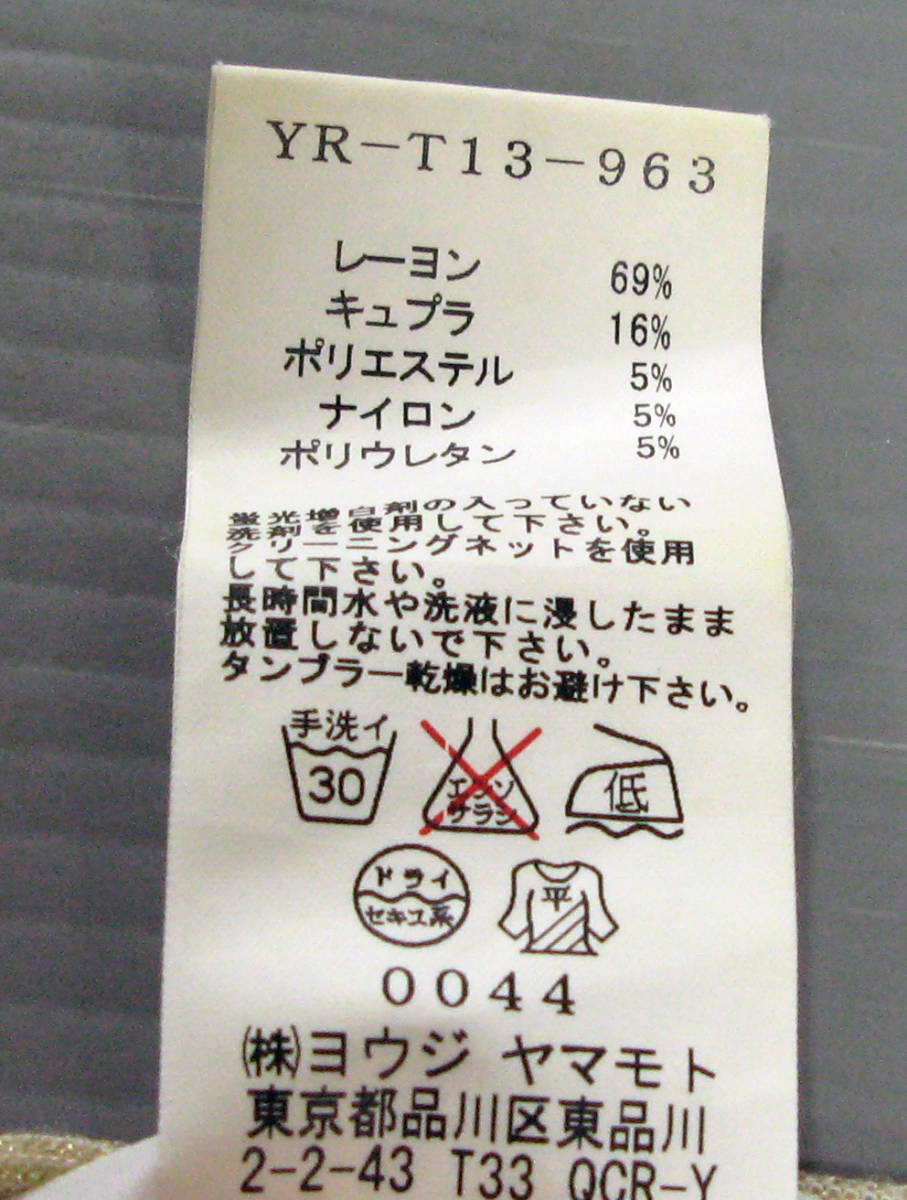 YR-T13-963
レーヨン 69%
キュプラ 16%
ポリエステル 5%
ナイロン 5%
ポリウレタン 5%
蛍光増白剤の入っていない
洗剤を使用して下さい。
クリーニングネットを使用
して下さい。
長時間水や洗液に浸したまま
放置しないで下さい。
タンブラー乾燥はお避け下さい。
手洗イ
30
エンソ
サラシ
低
ドライ
セキユ系
平
0044
㈱ヨウジ ヤマモト
東京都品川区東品川
2-2-43 T33 QCR-Y